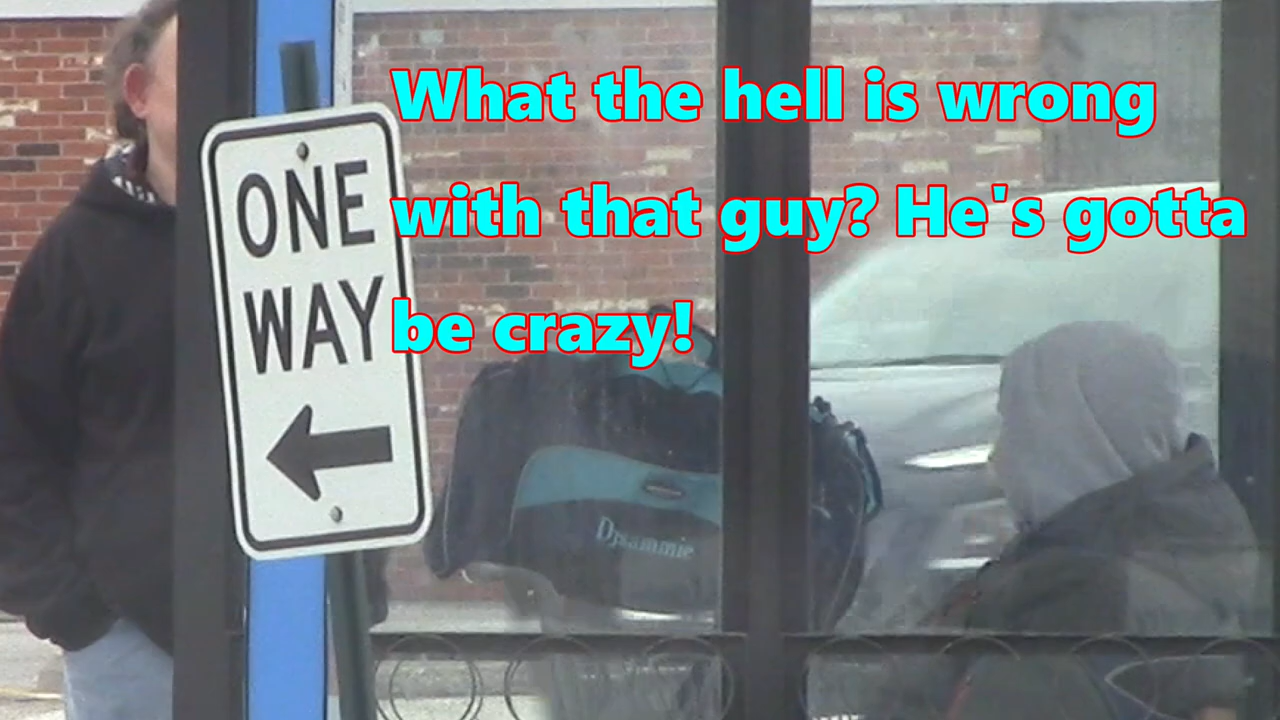 What the hell is wrong
with that guy? He's gotta
be crazy!
ONE
WAY